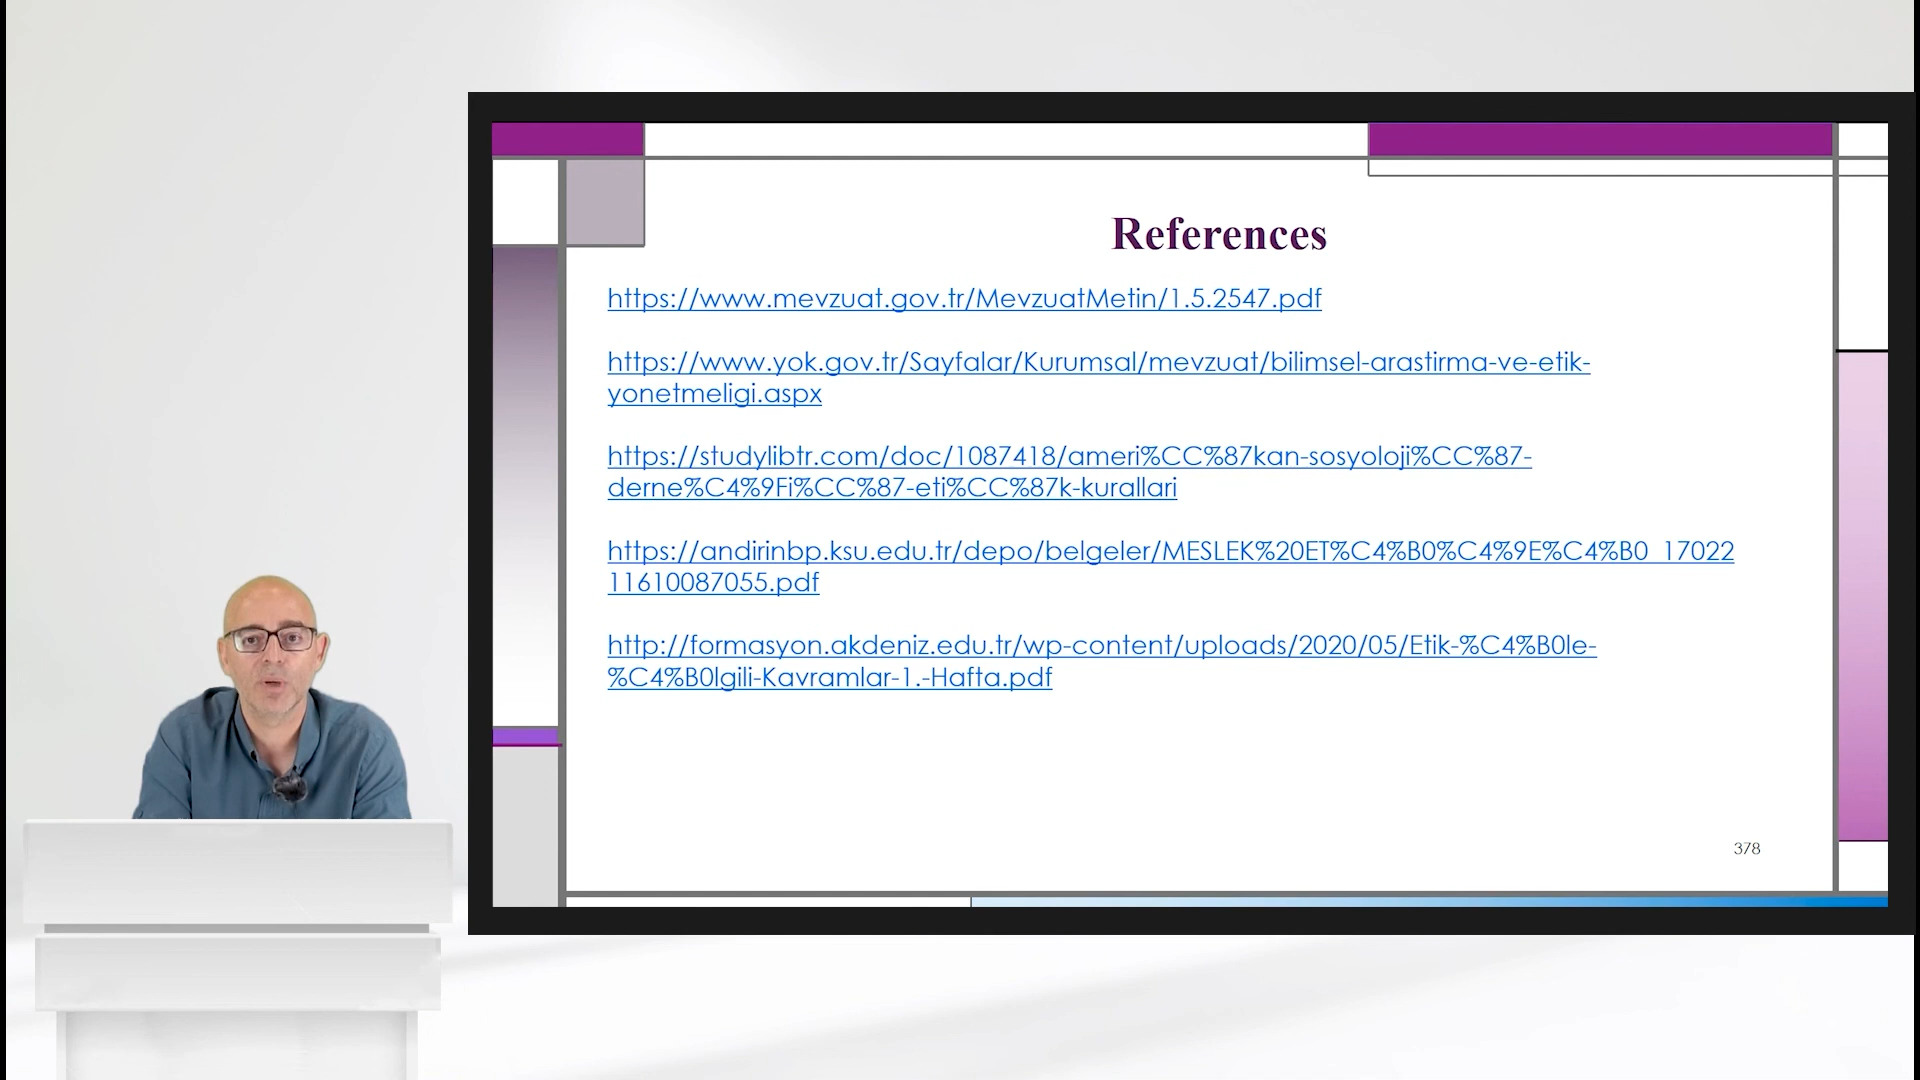 References
https://www.mevzuat.gov.tr/MevzuatMetin/1.5.2547.pdf
https://www.yok.gov.tr/Sayfalar/Kurumsal/mevzuat/bilimsel-arastirma-ve-etik-
yonetmeligi.aspx
https://studylibtr.com/doc/1087418/ameri%CC%87kan-sosyoloji%CC%87-
derne%C4%9Fi%CC%87-eti%CC%87k-kurallari
https://andirinbp.ksu.edu.tr/depo/belgeler/MESLEK%20ET%C4%B0%C4%9E%C4%B0_17022
11610087055.pdf
http://formasyon.akdeniz.edu.tr/wp-content/uploads/2020/05/Etik-%C4%B0le-
%C4%B0lgili-Kavramlar-1.-Hafta.pdf
378